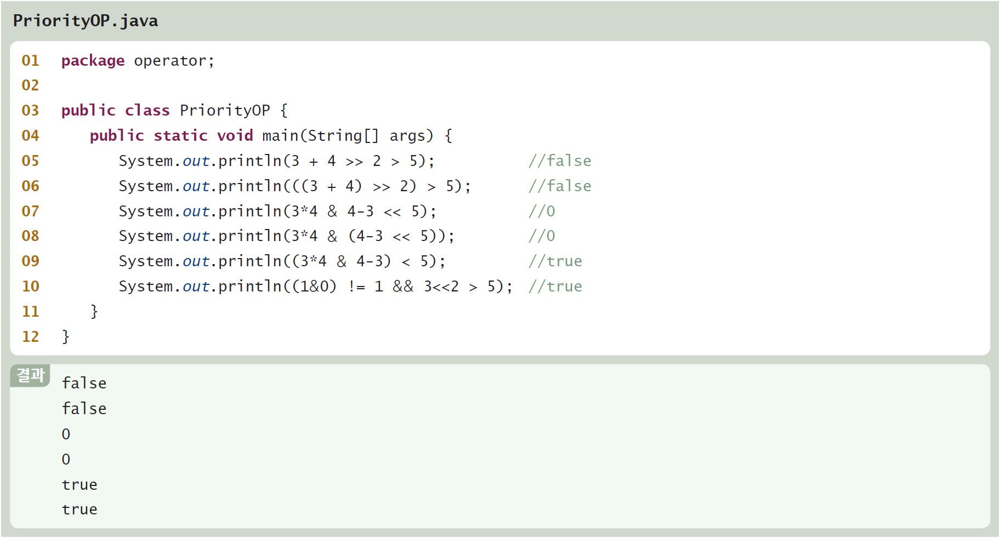 PriorityOP.java
01 package operator;
02
03 public class PriorityOP {
04 public static void main(String[] args) {
05 System.out.println(3 + 4 >> 2 > 5); //false
06 System.out.println(((3 + 4) >> 2) > 5); //false
07 System.out.println(3*4 & 4-3 << 5); //0
08 System.out.println(3*4 & (4-3 << 5)); //0
09 System.out.println((3*4 & 4-3) < 5); //true
10 System.out.println((1&0) != 1 && 3<<2 > 5); //true
11 }
12 }
결과
false
false
0
0
true
true